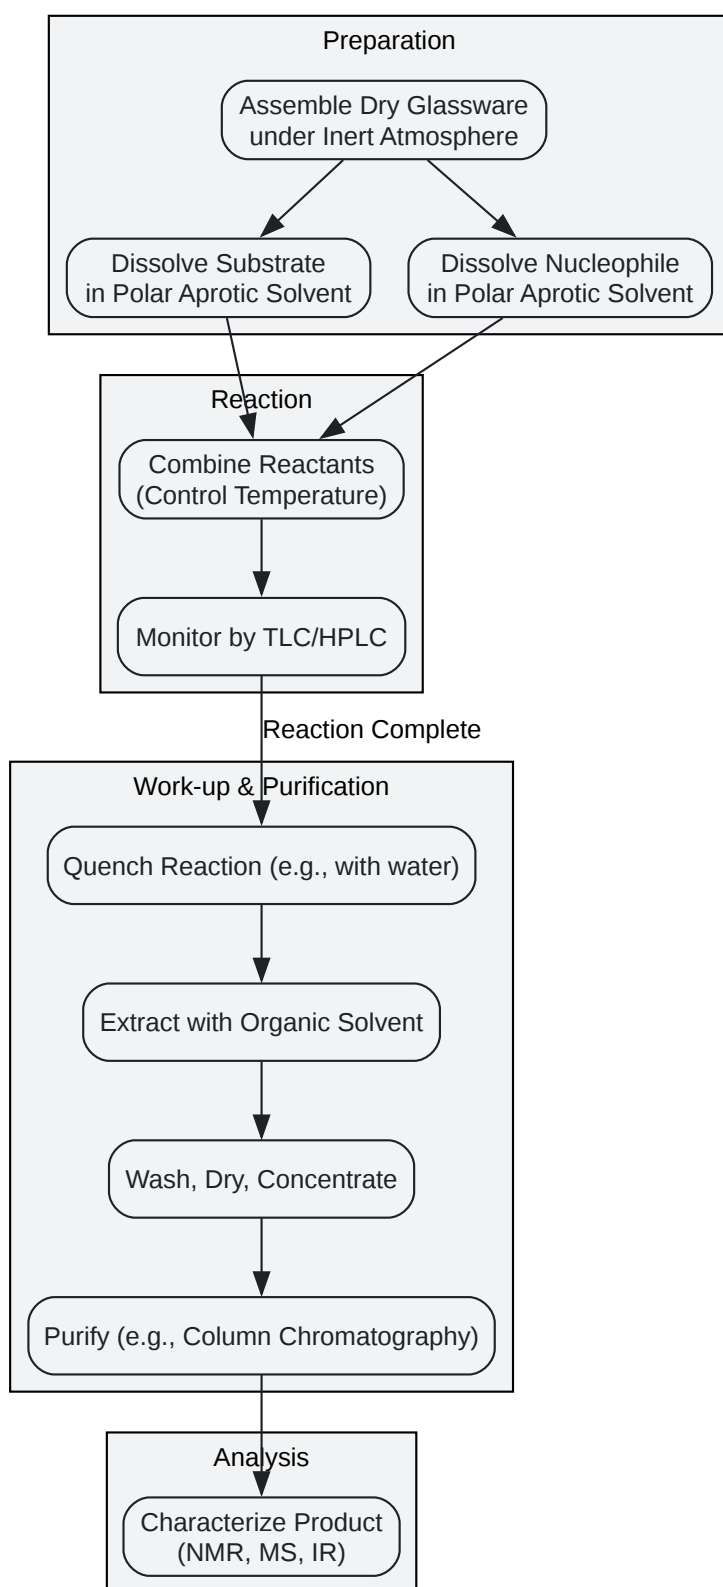 Preparation
Assemble Dry Glassware
under Inert Atmosphere
Dissolve Substrate
in Polar Aprotic Solvent
Dissolve Nucleophile
in Polar Aprotic Solvent
Reaction
Combine Reactants
(Control Temperature)
Monitor by TLC/HPLC
Reaction Complete
Work-up & Purification
Quench Reaction (e.g., with water)
Extract with Organic Solvent
Wash, Dry, Concentrate
Purify (e.g., Column Chromatography)
Analysis
Characterize Product
(NMR, MS, IR)